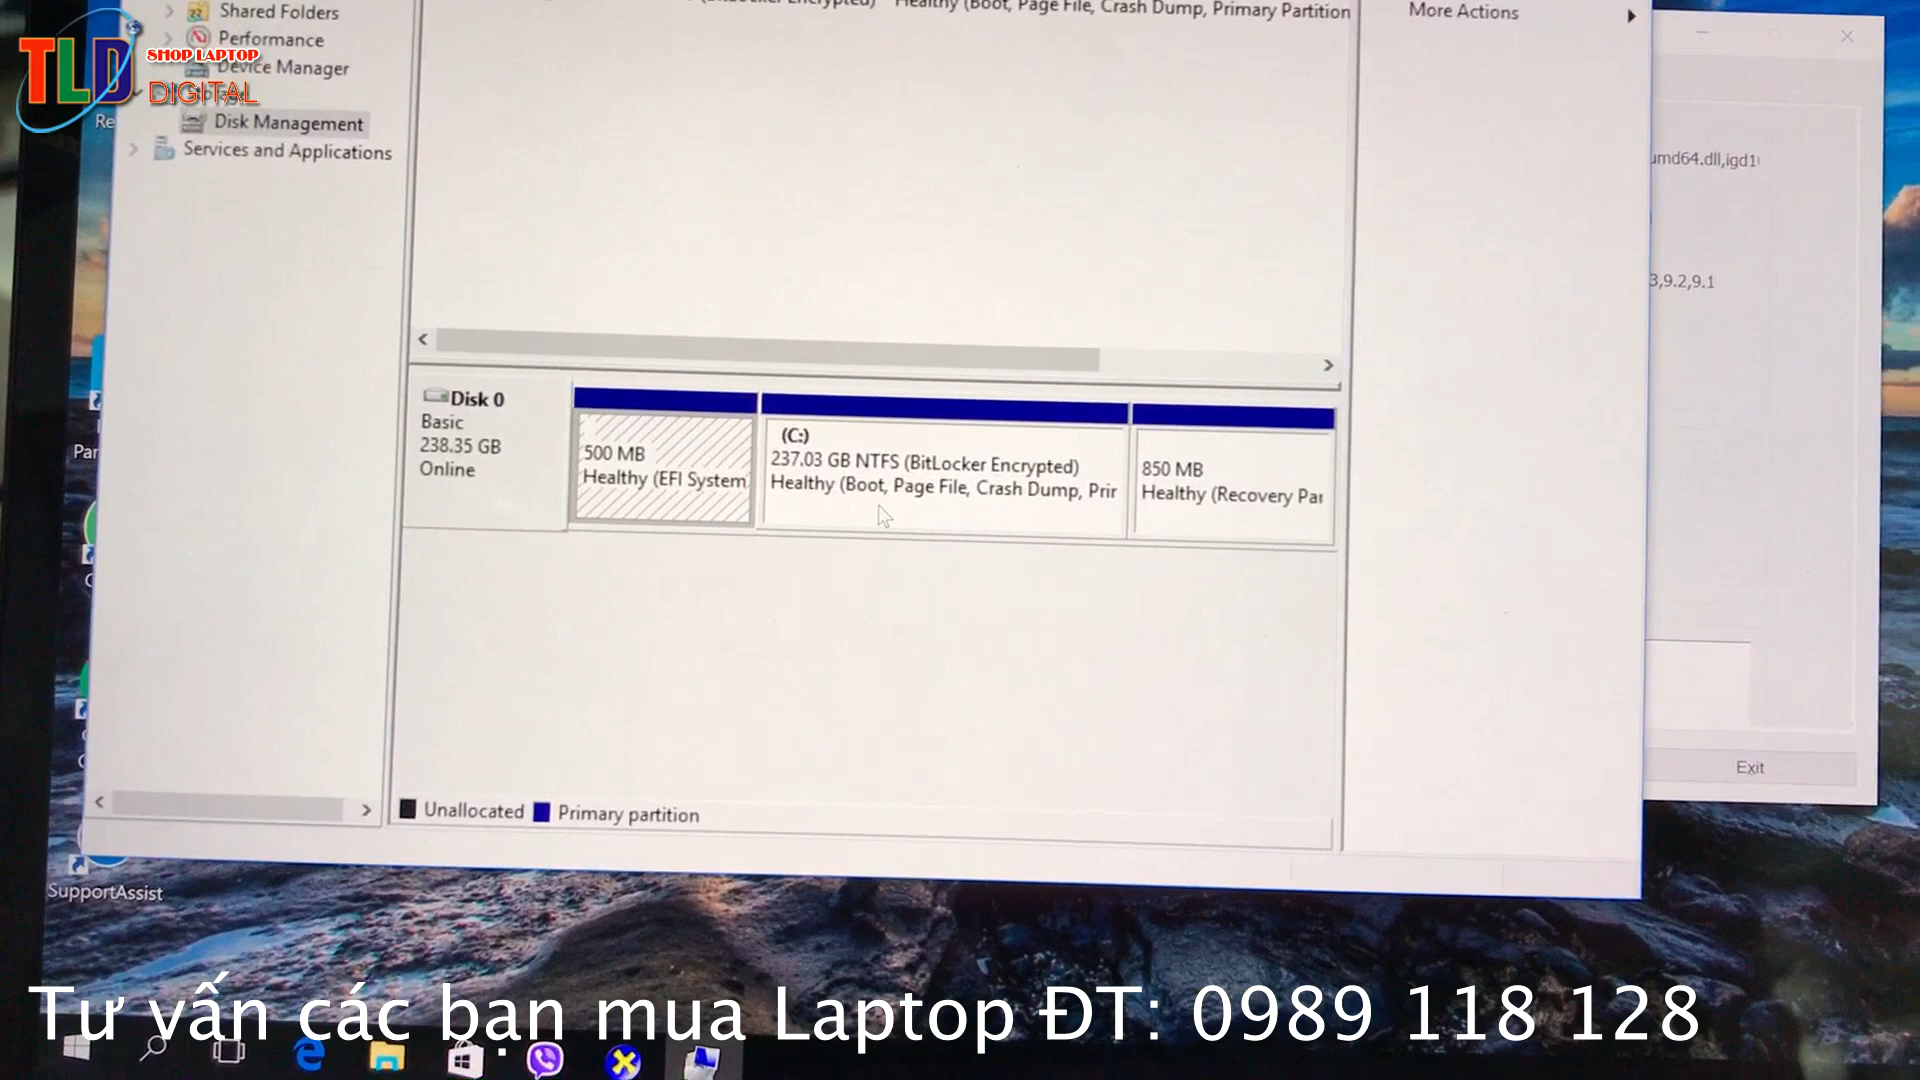 Shared Folders
Performance
Device Manager
Disk Management
Services and Applications
TLD
SHOP LAPTOP
DIGITAL
Healthy (Boot, Page File, Crash Dump, Primary Partition
More Actions
umd64.dll,igd1
3,9.2,9.1
Disk 0
Basic
238.35 GB
Online
500 MB
Healthy (EFI System
(C:)
237.03 GB NTFS (BitLocker Encrypted)
Healthy (Boot, Page File, Crash Dump, Prir
850 MB
Healthy (Recovery Par
Exit
Unallocated
Primary partition
SupportAssist
Tư vấn các bạn mua Laptop ĐT: 0989 118 128